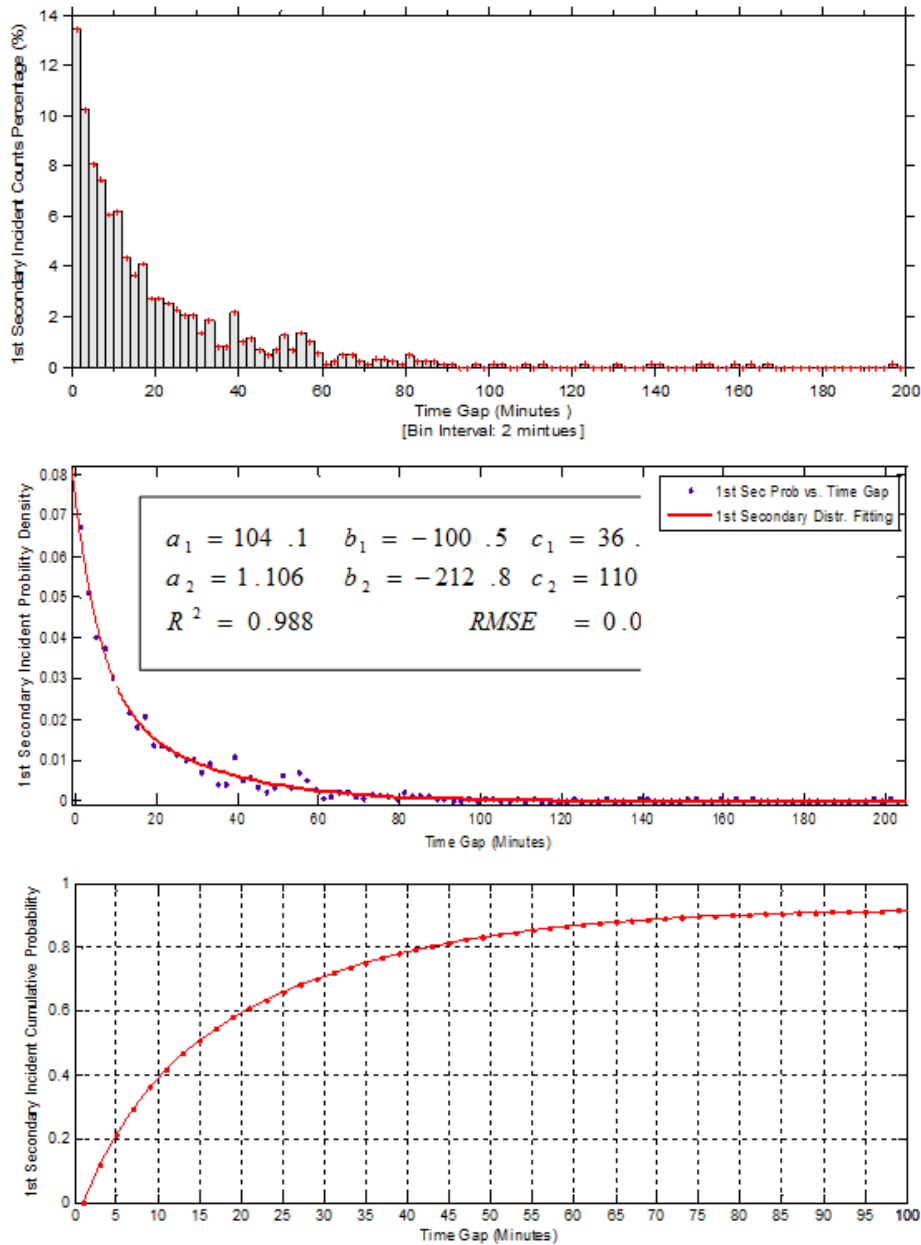 1st Secondary Incident Counts Percentage (%)
14
12
10
8
6
4
2
0
0 20 40 60 80 100 120 140 160 180 200
Time Gap (Minutes )
[Bin Interval: 2 mintues ]
1st Secondary Incident Probility Density
0.08
0.07
0.06
0.05
0.04
0.03
0.02
0.01
0
1st Sec Prob vs. Time Gap
1st Secondary Distr. Fitting
a1 = 104 .1 b1 = −100 .5 c1 = 36 .
a2 = 1.106 b2 = −212 .8 c2 = 110
R² = 0.988 RMSE = 0.0
0 20 40 60 80 100 120 140 160 180 200
Time Gap (Minutes)
1st Secondary Incident Cumulative Probability
1
0.8
0.6
0.4
0.2
0
0 5 10 15 20 25 30 35 40 45 50 55 60 65 70 75 80 85 90 95 100
Time Gap (Minutes)